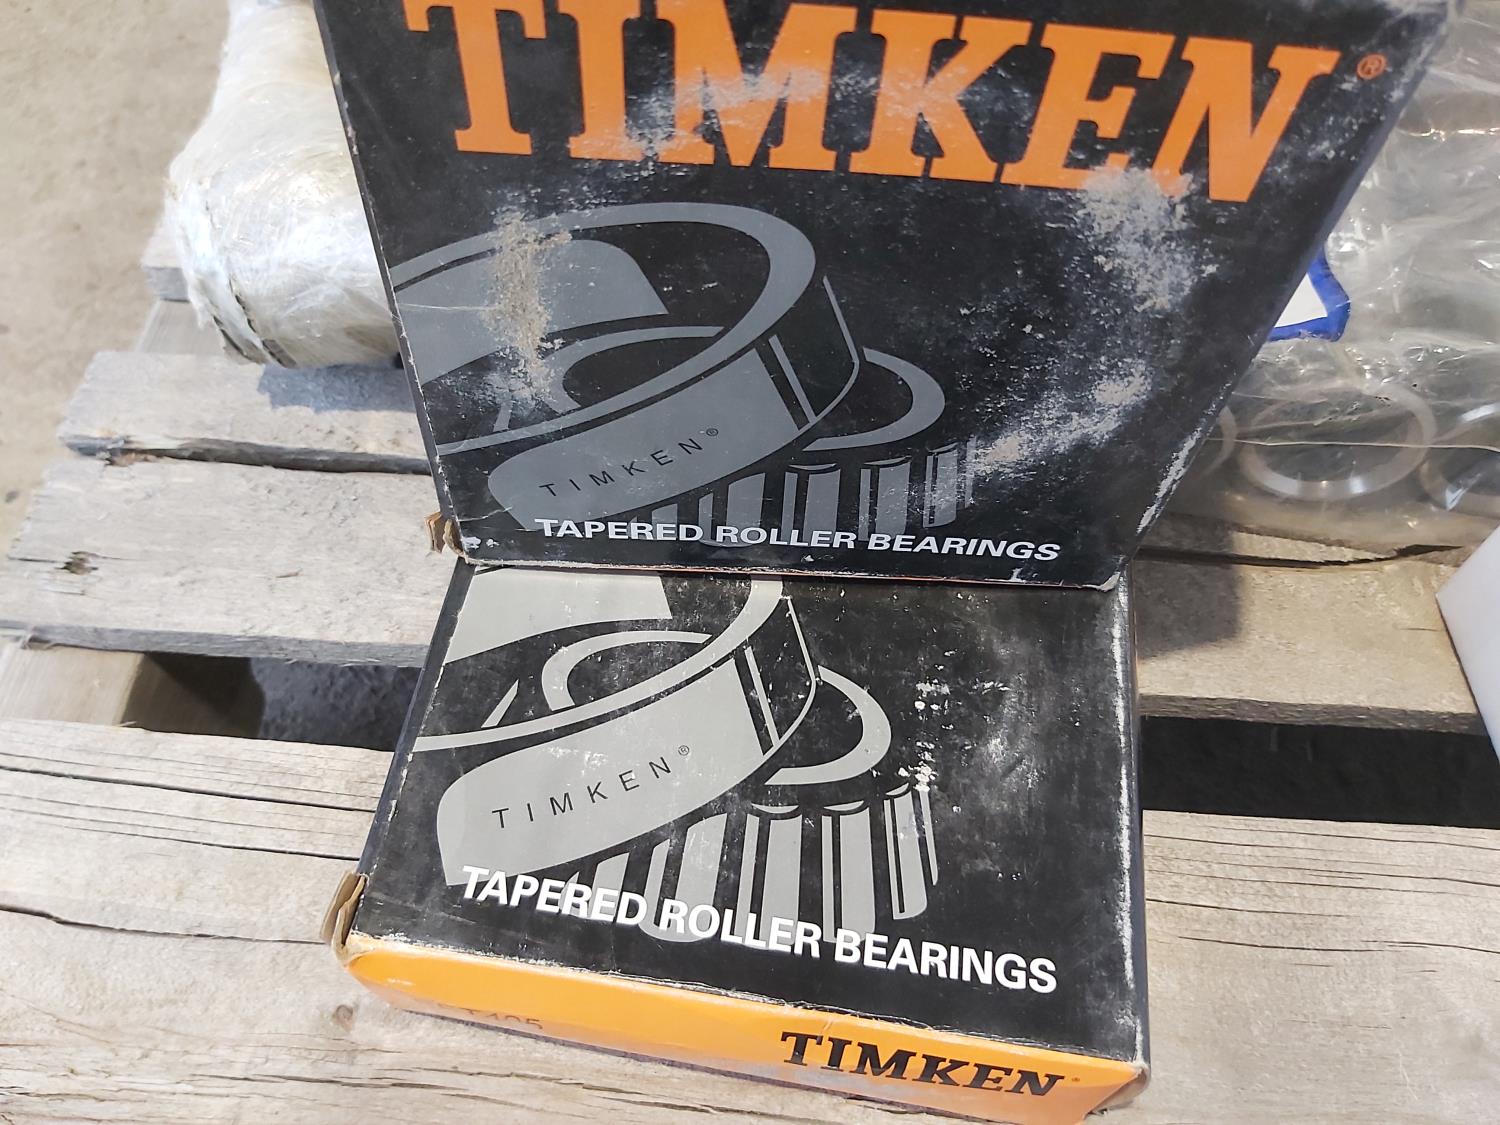 TIMKEN®
TIMKEN®
TAPERED ROLLER BEARINGS
TIMKEN®
TAPERED ROLLER BEARINGS
TIMKEN